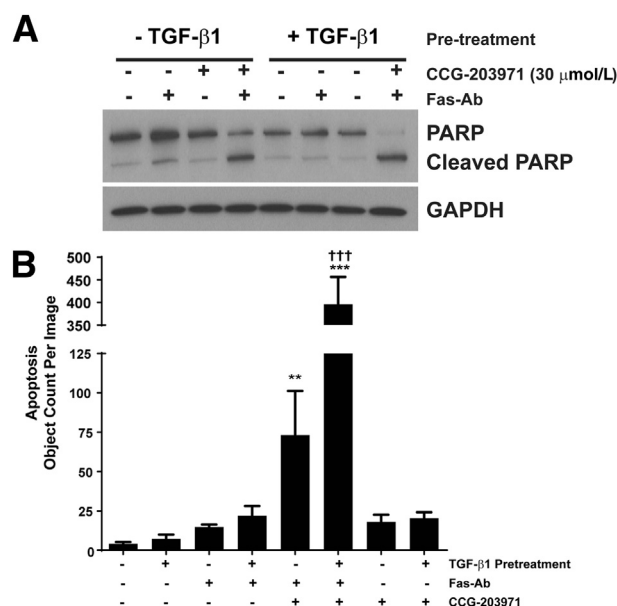 A
- TGF-β1 + TGF-β1 Pre-treatment
- - + + - - - + CCG-203971 (30 μmol/L)
- + - + - + - + Fas-Ab
PARP
Cleaved PARP
GAPDH
B
Apoptosis
Object Count Per Image
500
450
400
350
125
100
75
50
25
0
**
†††
***
- + - + - + - + TGF-β1 Pretreatment
- - + + + + - - Fas-Ab
- - - - + + + + CCG-203971